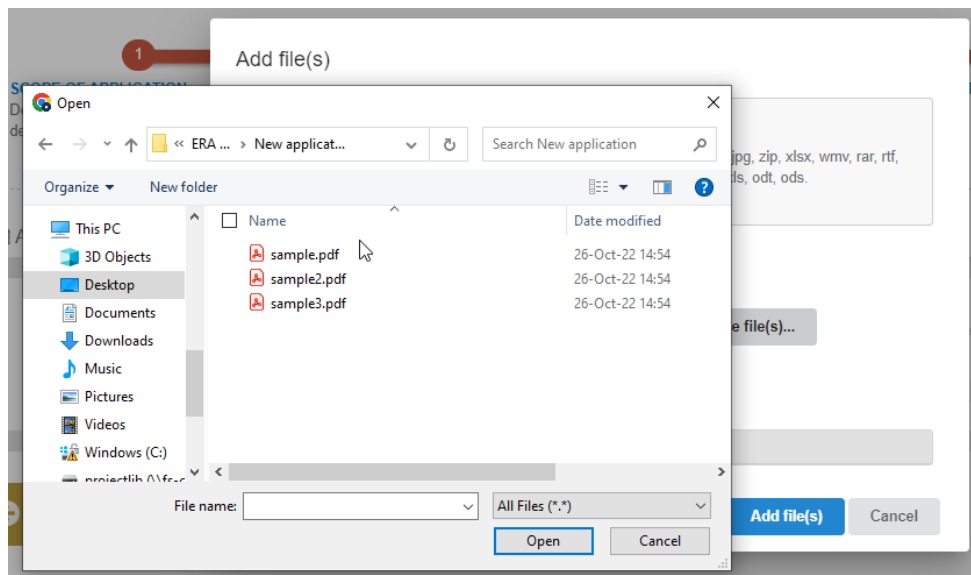 1
Add file(s)
SCOPE OF APPLICATION
Open
« ERA ... > New applicat...
Search New application
jpg, zip, xlsx, wmv, rar, rtf,
xls, odt, ods.
Organize
New folder
?
This PC
3D Objects
Desktop
Documents
Downloads
Music
Pictures
Videos
Windows (C:)
Name
Date modified
sample.pdf 26-Oct-22 14:54
sample2.pdf 26-Oct-22 14:54
sample3.pdf 26-Oct-22 14:54
e file(s)...
File name:
All Files (*.*)
Open
Cancel
Add file(s)
Cancel